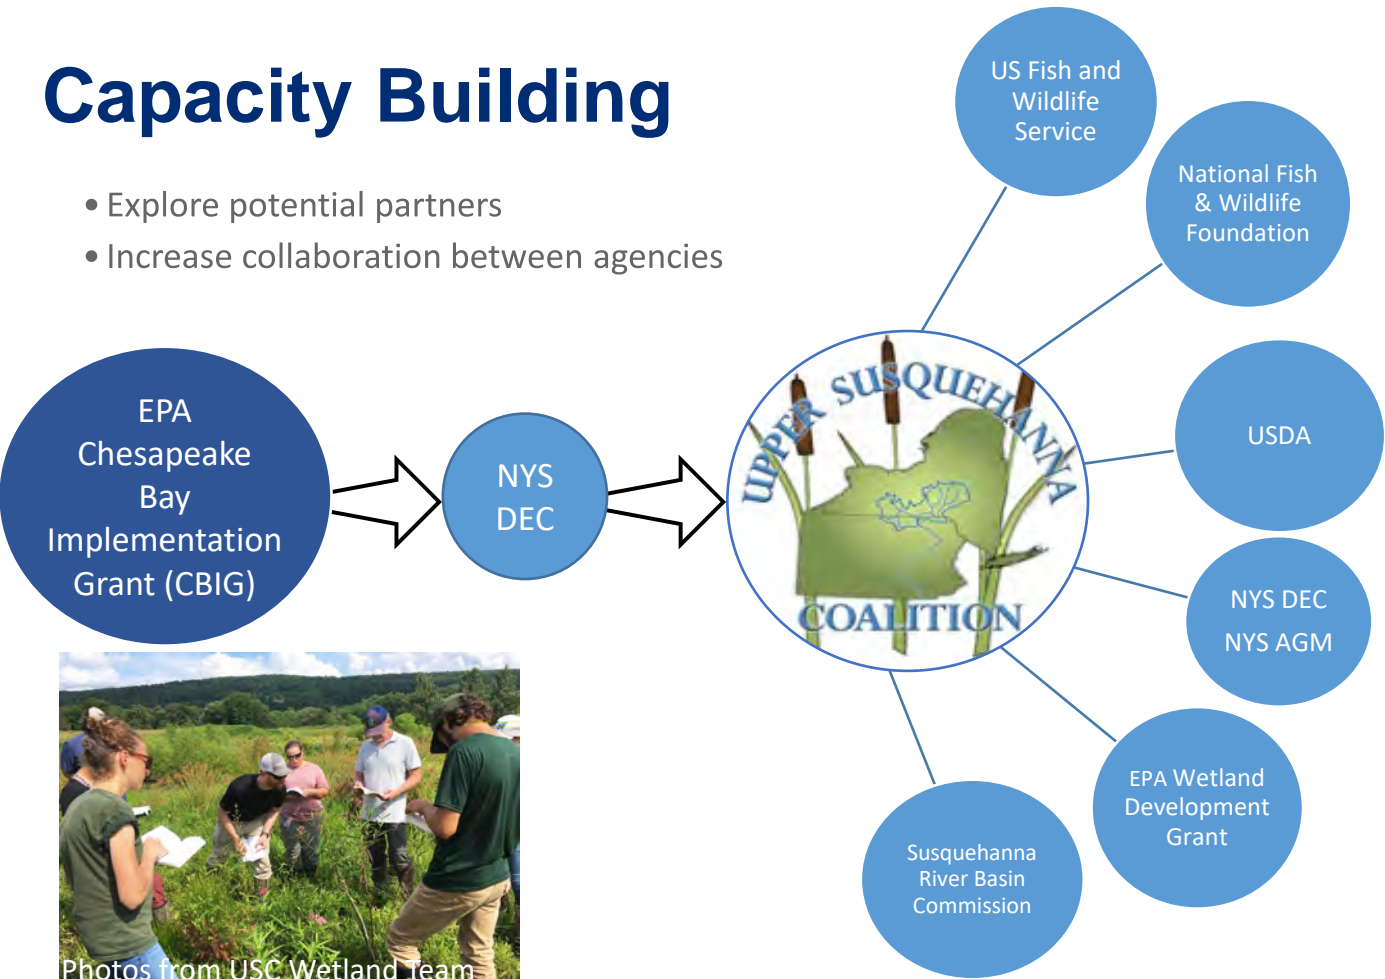 Capacity Building
• Explore potential partners
• Increase collaboration between agencies
EPA
Chesapeake
Bay
Implementation
Grant (CBIG)
NYS
DEC
UPPER SUSQUEHANNA
COALITION
US Fish and
Wildlife
Service
National Fish
& Wildlife
Foundation
USDA
NYS DEC
NYS AGM
EPA Wetland
Development
Grant
Susquehanna
River Basin
Commission
Photos from USC Wetland Team